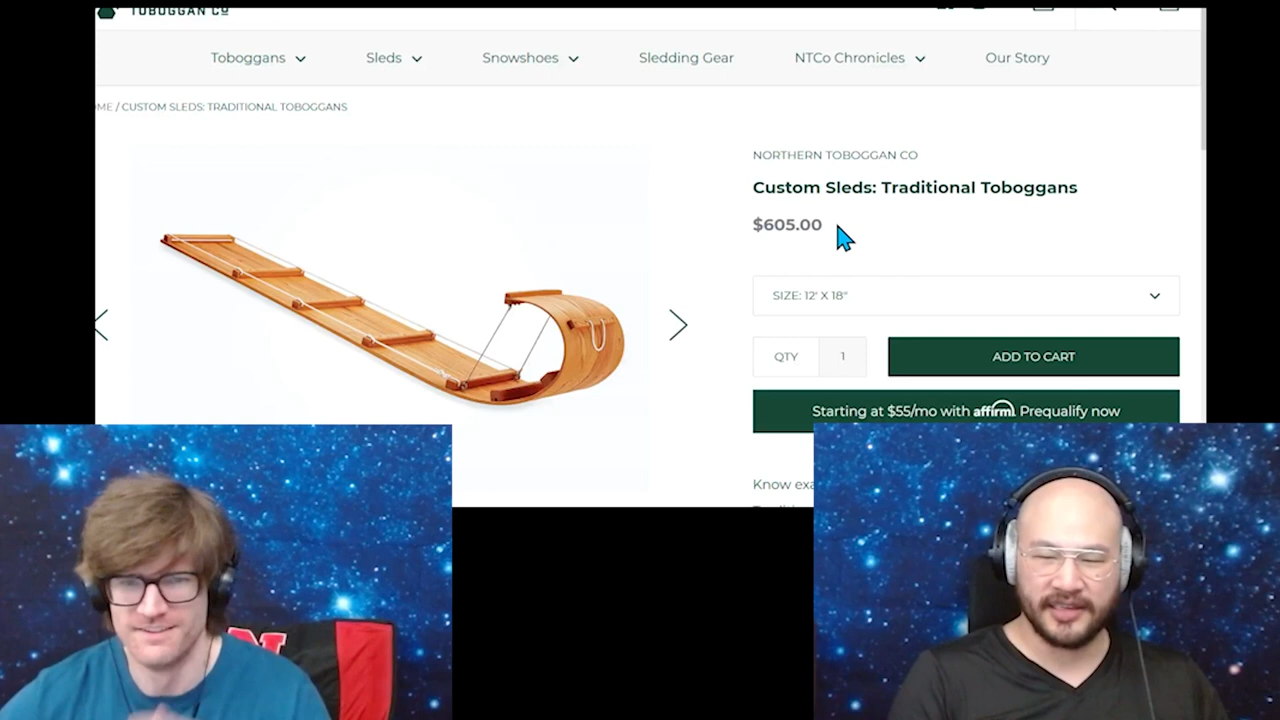 TOBOGGAN CO
Toboggans
Sleds
Snowshoes
Sledding Gear
NTCo Chronicles
Our Story
ME / CUSTOM SLEDS: TRADITIONAL TOBOGGANS
NORTHERN TOBOGGAN CO
Custom Sleds: Traditional Toboggans
$605.00
SIZE: 12' X 18"
QTY
1
ADD TO CART
Starting at $55/mo with affirm. Prequalify now
Know exa
N